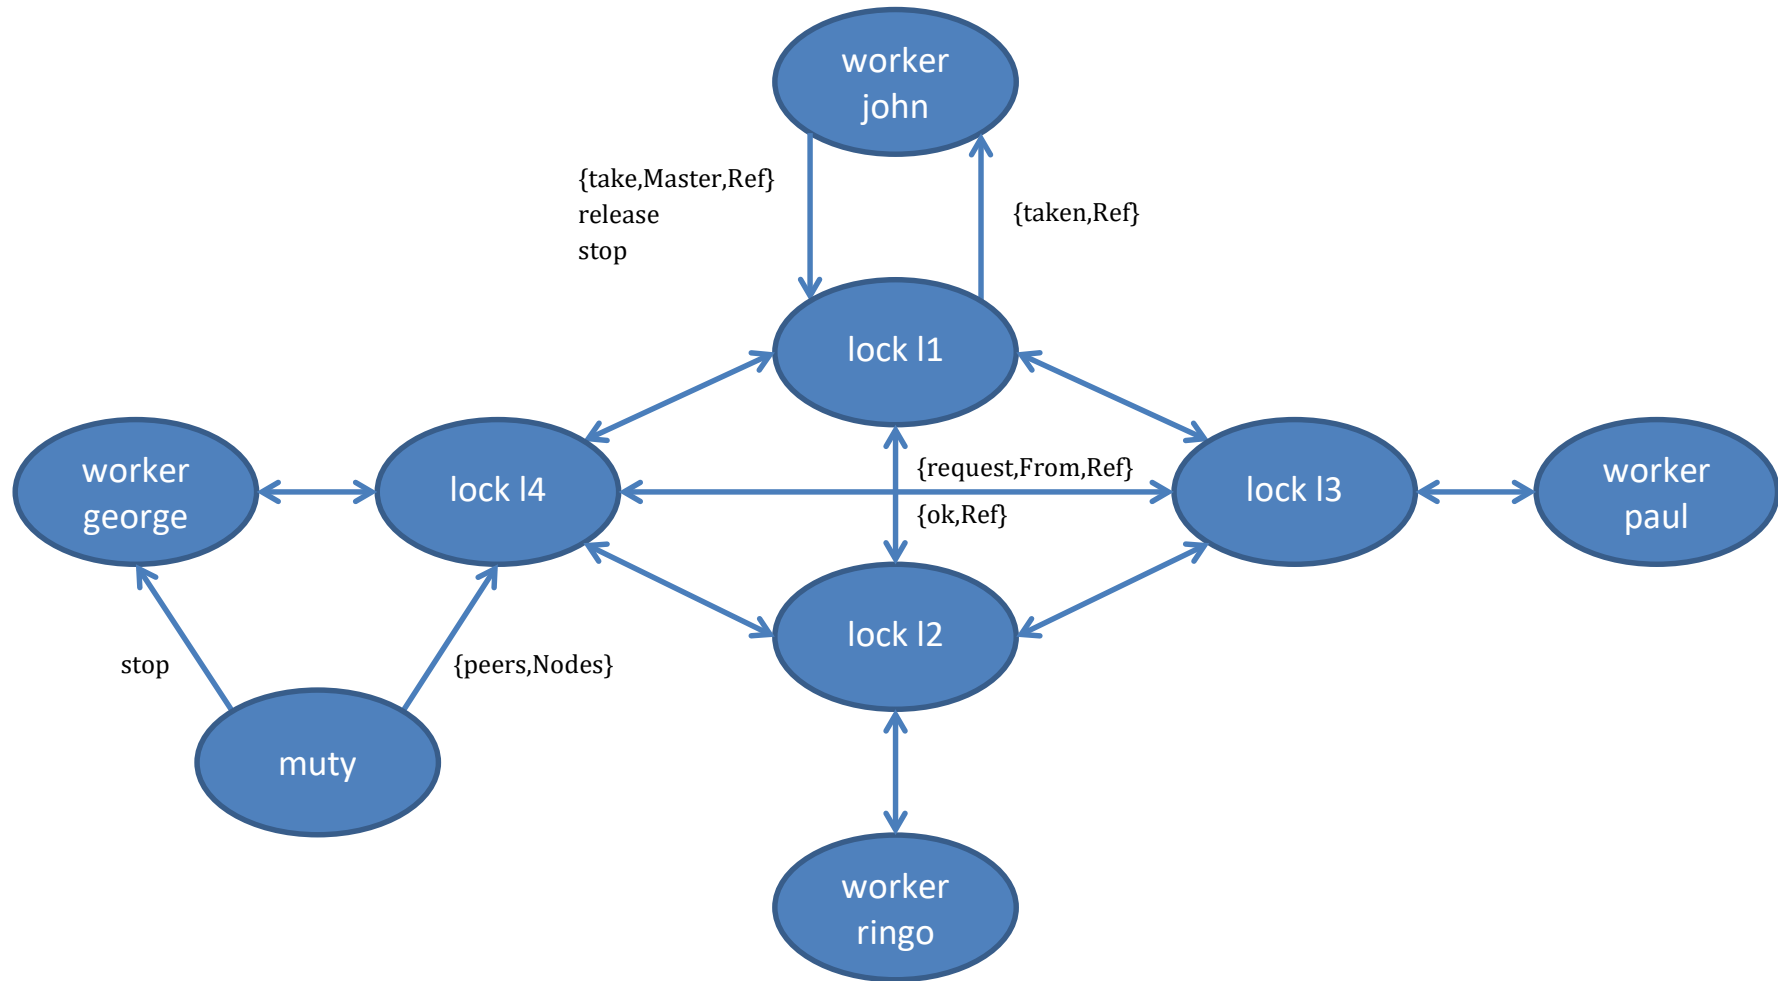 worker
john
{take,Master,Ref}
release
stop
{taken,Ref}
lock l1
worker
george
lock l4
{request,From,Ref}
{ok,Ref}
lock l3
worker
paul
lock l2
stop
{peers,Nodes}
muty
worker
ringo